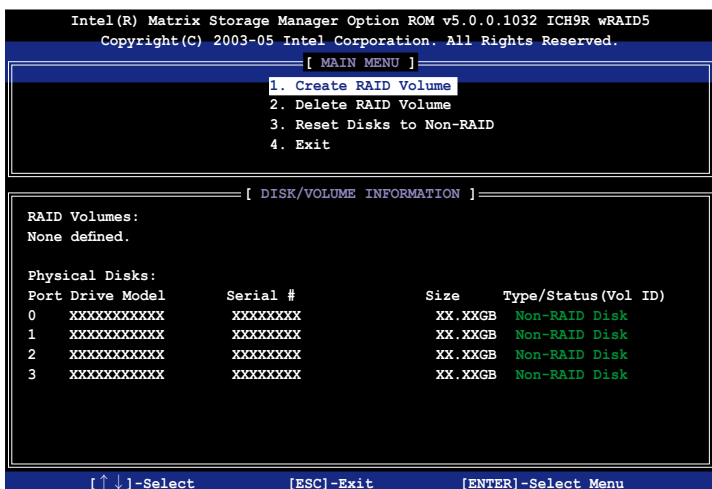 Intel(R) Matrix Storage Manager Option ROM v5.0.0.1032 ICH9R wRAID5
Copyright(C) 2003-05 Intel Corporation. All Rights Reserved.
[ MAIN MENU ]
1. Create RAID Volume
2. Delete RAID Volume
3. Reset Disks to Non-RAID
4. Exit
[ DISK/VOLUME INFORMATION ]
RAID Volumes:
None defined.
Physical Disks:
Port Drive Model Serial # Size Type/Status(Vol ID)
0 XXXXXXXXXXX XXXXXXXX XX.XXGB Non-RAID Disk
1 XXXXXXXXXXX XXXXXXXX XX.XXGB Non-RAID Disk
2 XXXXXXXXXXX XXXXXXXX XX.XXGB Non-RAID Disk
3 XXXXXXXXXXX XXXXXXXX XX.XXGB Non-RAID Disk
[↑↓]-Select [ESC]-Exit [ENTER]-Select Menu